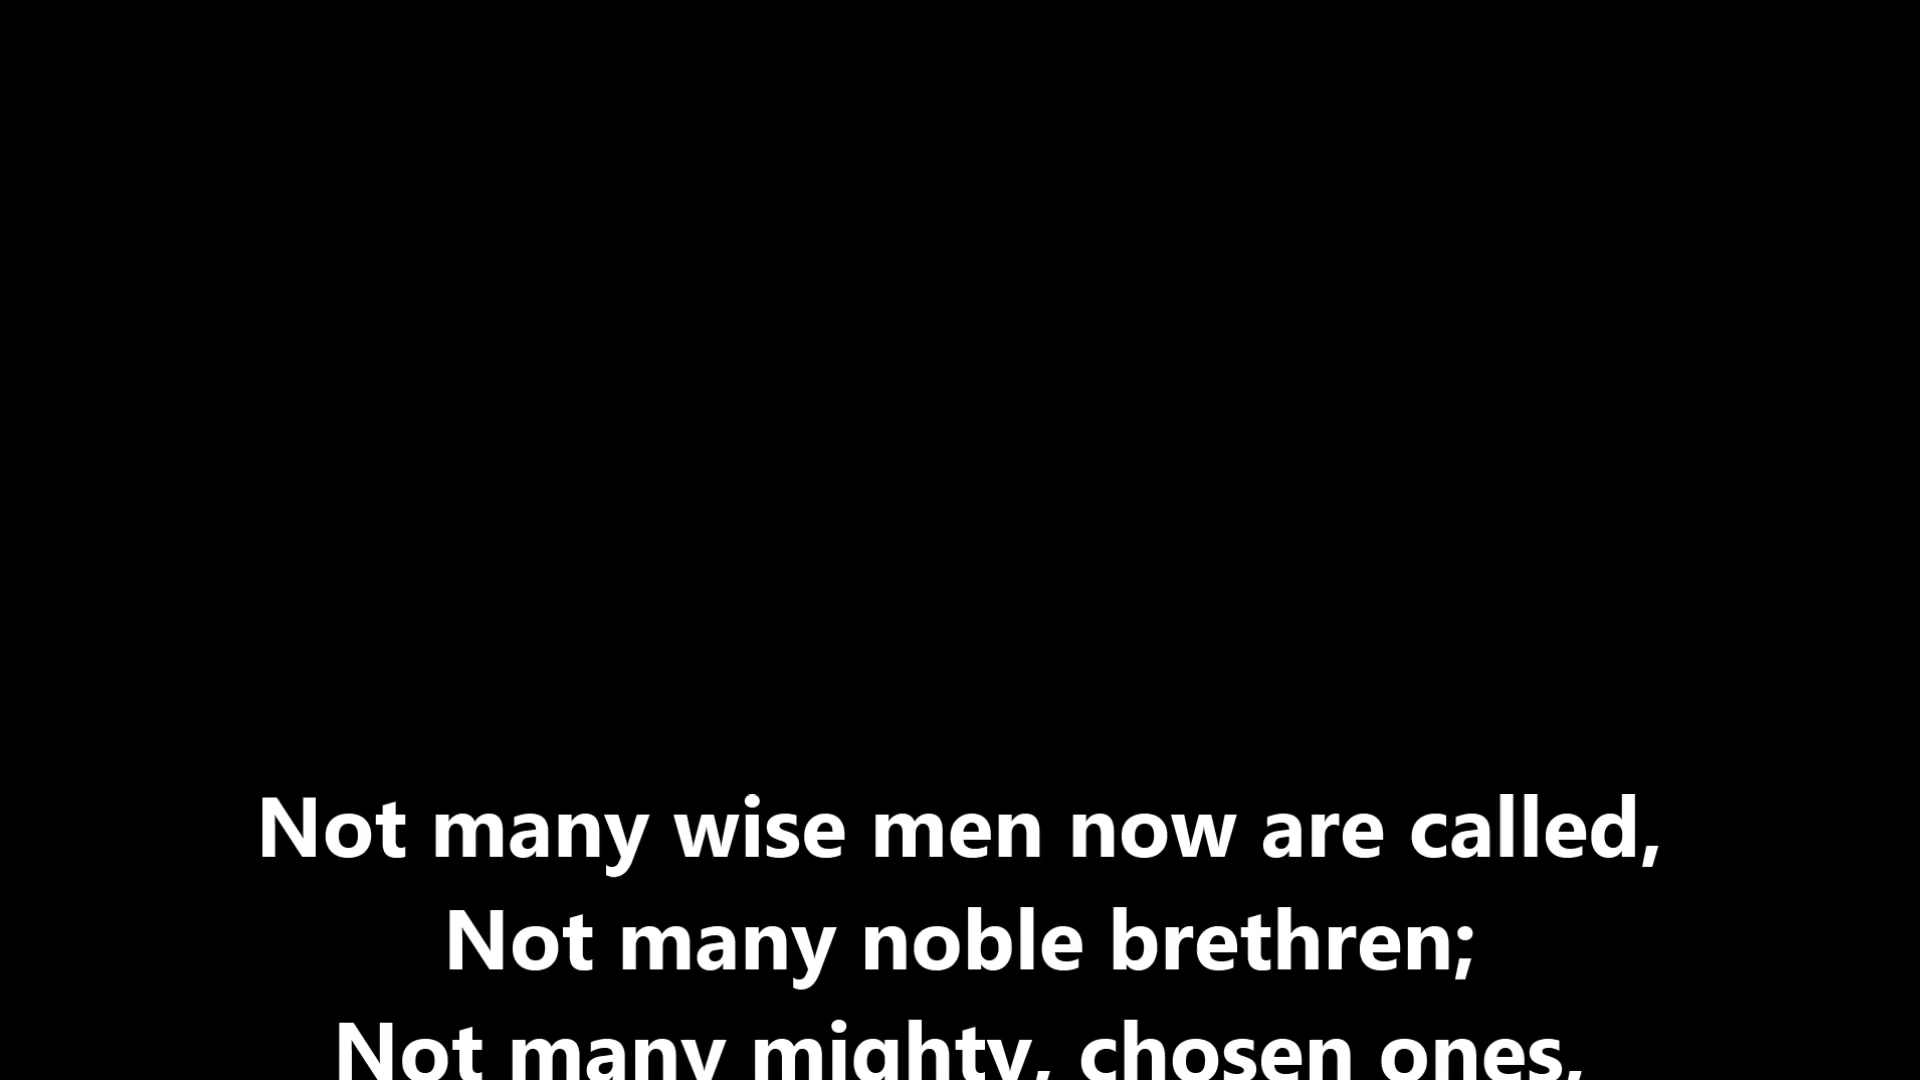 Not many wise men now are called,
Not many noble brethren;
Not many mighty, chosen ones,